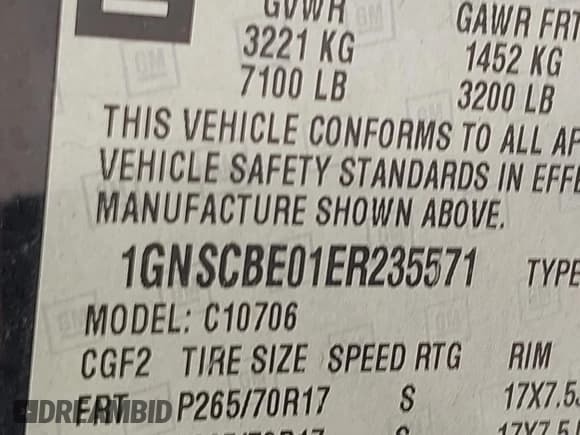 GVWR GAWR FRT
3221 KG 1452 KG
7100 LB 3200 LB
THIS VEHICLE CONFORMS TO ALL AP
VEHICLE SAFETY STANDARDS IN EFFE
MANUFACTURE SHOWN ABOVE.
1GNSCBE01ER235571 TYPE
MODEL: C10706
CGF2 TIRE SIZE SPEED RTG RIM
FRT P265/70R17 S 17X7.5J
DREAMBID